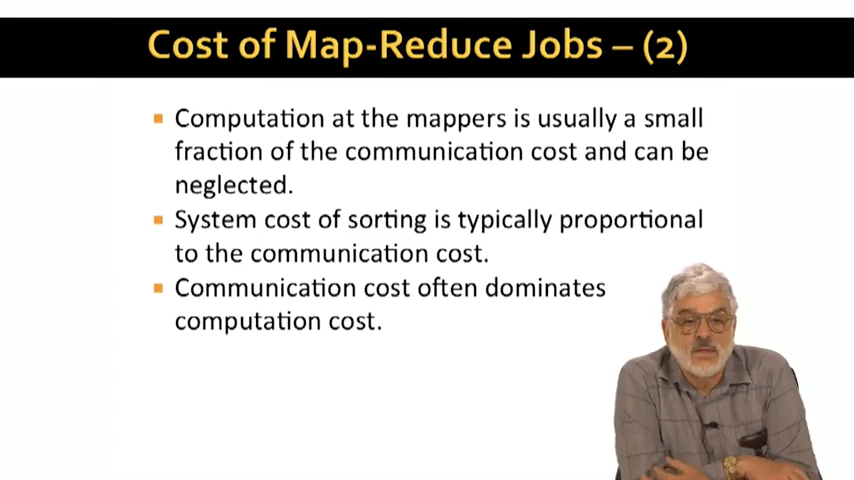 Cost of Map-Reduce Jobs – (2)
Computation at the mappers is usually a small
fraction of the communication cost and can be
neglected.
System cost of sorting is typically proportional
to the communication cost.
Communication cost often dominates
computation cost.